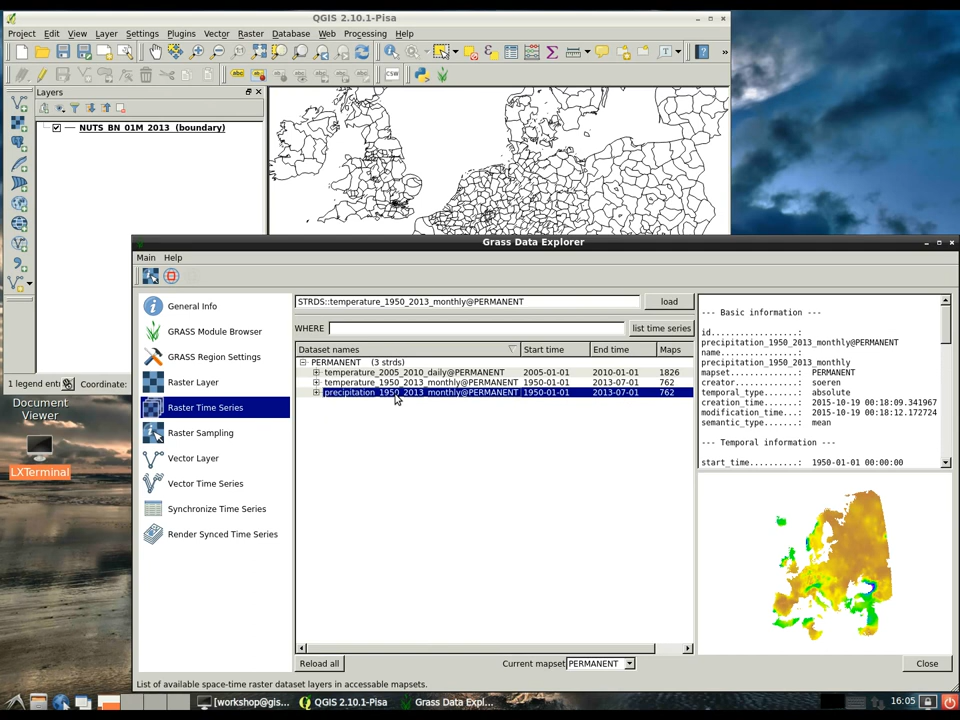 QGIS 2.10.1-Pisa
Project Edit View Layer Settings Plugins Vector Raster Database Web Processing Help
Layers
NUTS_BN_01M_2013 (boundary)
1 legend enti
Coordinate:
Document
Viewer
LXTerminal
Grass Data Explorer
Main Help
General Info
GRASS Module Browser
GRASS Region Settings
Raster Layer
Raster Time Series
Raster Sampling
Vector Layer
Vector Time Series
Synchronize Time Series
Render Synced Time Series
STRDS::temperature_1950_2013_monthly@PERMANENT
load
WHERE
list time series
Dataset names Start time End time Maps
PERMANENT (3 strds)
temperature_2005_2010_daily@PERMANENT 2005-01-01 2010-01-01 1826
temperature_1950_2013_monthly@PERMANENT 1950-01-01 2013-07-01 762
precipitation_1950_2013_monthly@PERMANENT 1950-01-01 2013-07-01 762
--- Basic information ---
id..................:
precipitation_1950_2013_monthly@PERMANENT
name................:
precipitation_1950_2013_monthly
mapset..............: PERMANENT
creator.............: soeren
temporal_type.......: absolute
creation_time.......: 2015-10-19 00:18:09.341967
modification_time...: 2015-10-19 00:18:12.172724
semantic_type.......: mean
--- Temporal information ---
start_time..........: 1950-01-01 00:00:00
Reload all
Current mapset PERMANENT
Close
List of available space-time raster dataset layers in accessable mapsets.
[workshop@gis...
QGIS 2.10.1-Pisa
Grass Data Expl...
16:05